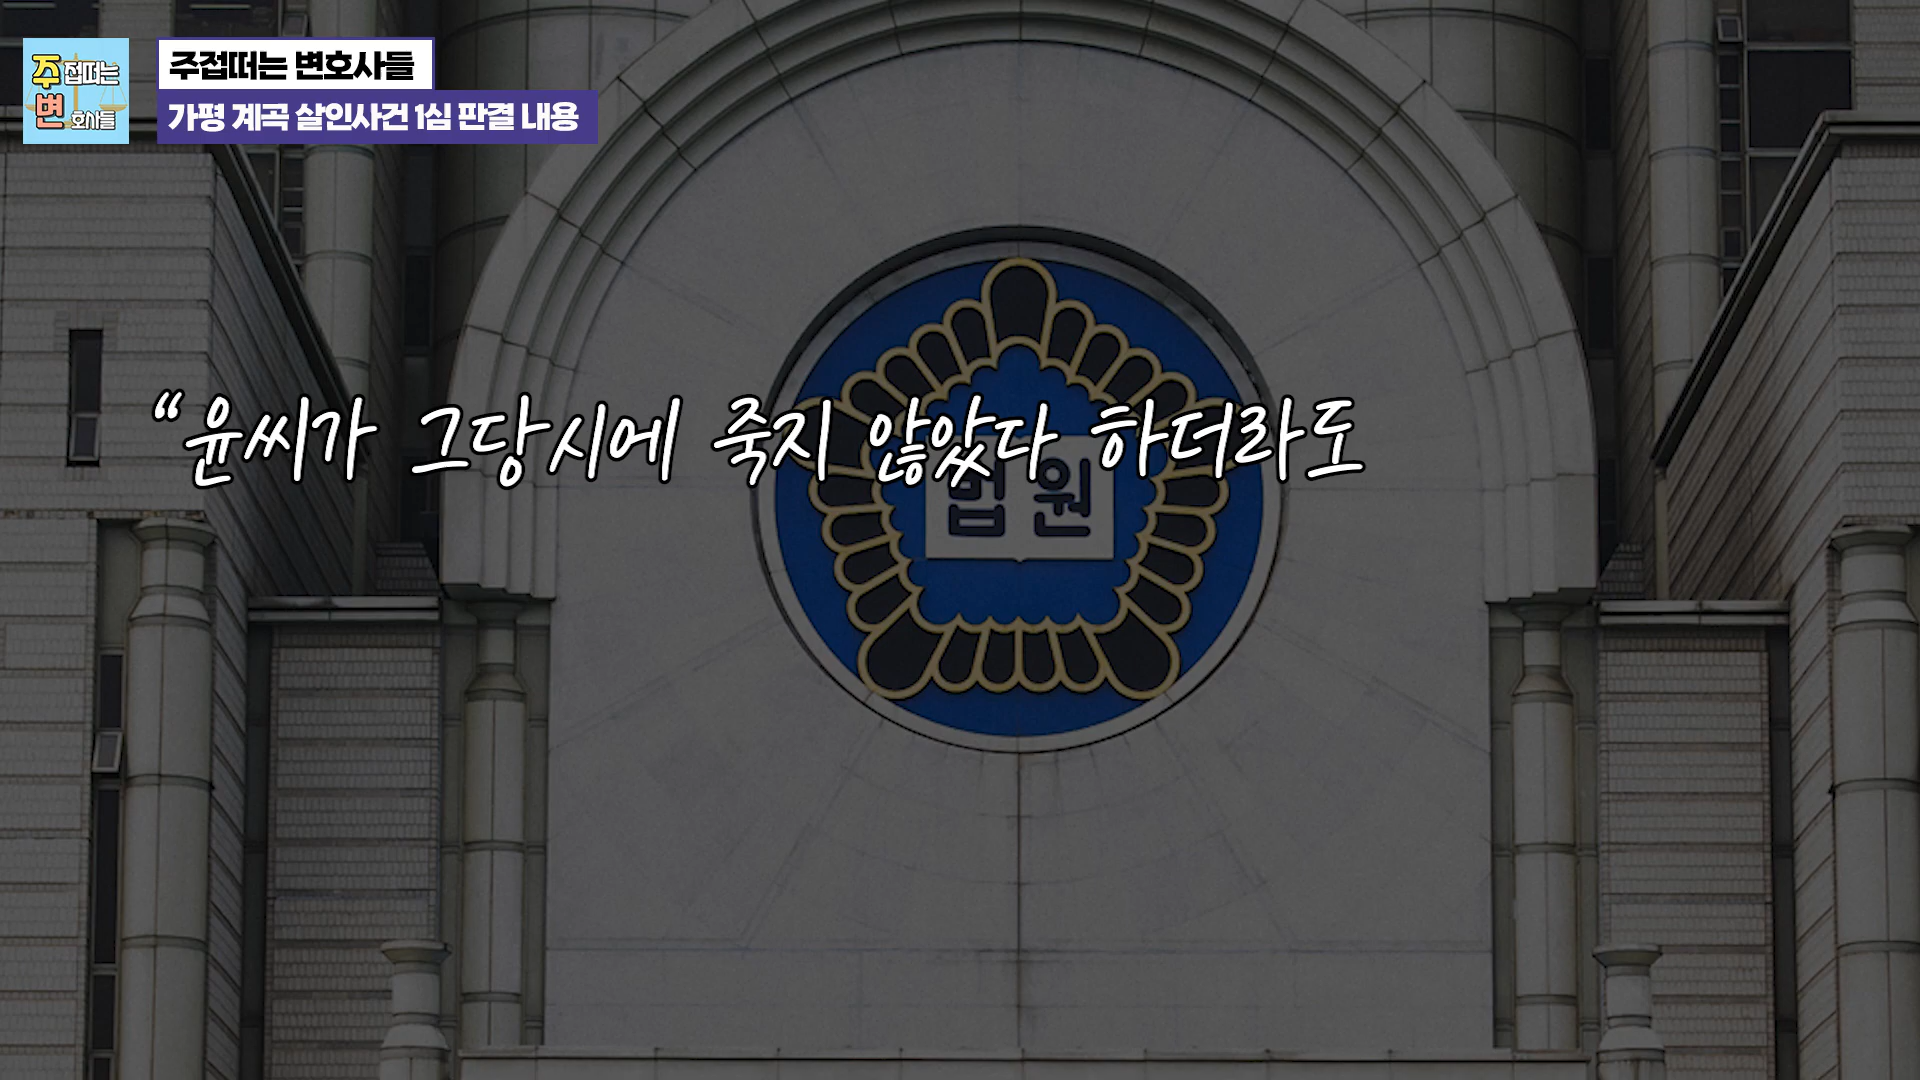 주접떠는
변호사들
주접떠는 변호사들
가평 계곡 살인사건 1심 판결 내용
“윤씨가 그당시에 죽지 않았다 하더라도
법원